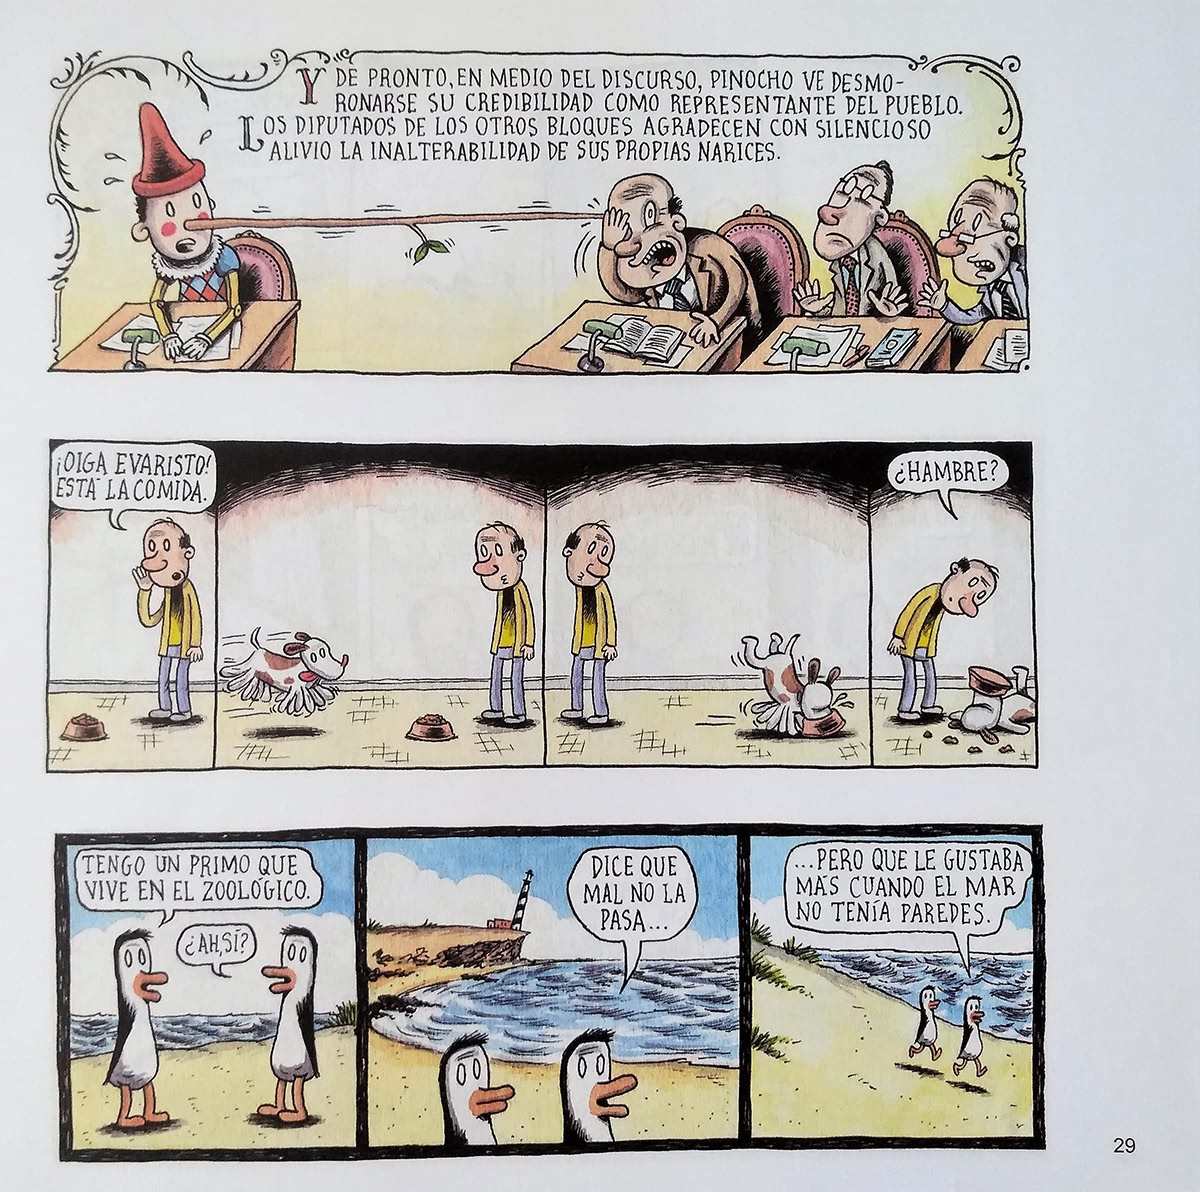 Y DE PRONTO, EN MEDIO DEL DISCURSO, PINOCHO VE DESMO-
RONARSE SU CREDIBILIDAD COMO REPRESENTANTE DEL PUEBLO.
LOS DIPUTADOS DE LOS OTROS BLOQUES AGRADECEN CON SILENCIOSO
ALIVIO LA INALTERABILIDAD DE SUS PROPIAS NARICES.
¡OIGA EVARISTO!
ESTÁ LA COMIDA.
¿HAMBRE?
TENGO UN PRIMO QUE
VIVE EN EL ZOOLÓGICO.
¿AH,SÍ?
DICE QUE
MAL NO LA
PASA...
...PERO QUE LE GUSTABA
MÁS CUANDO EL MAR
NO TENÍA PAREDES.
29